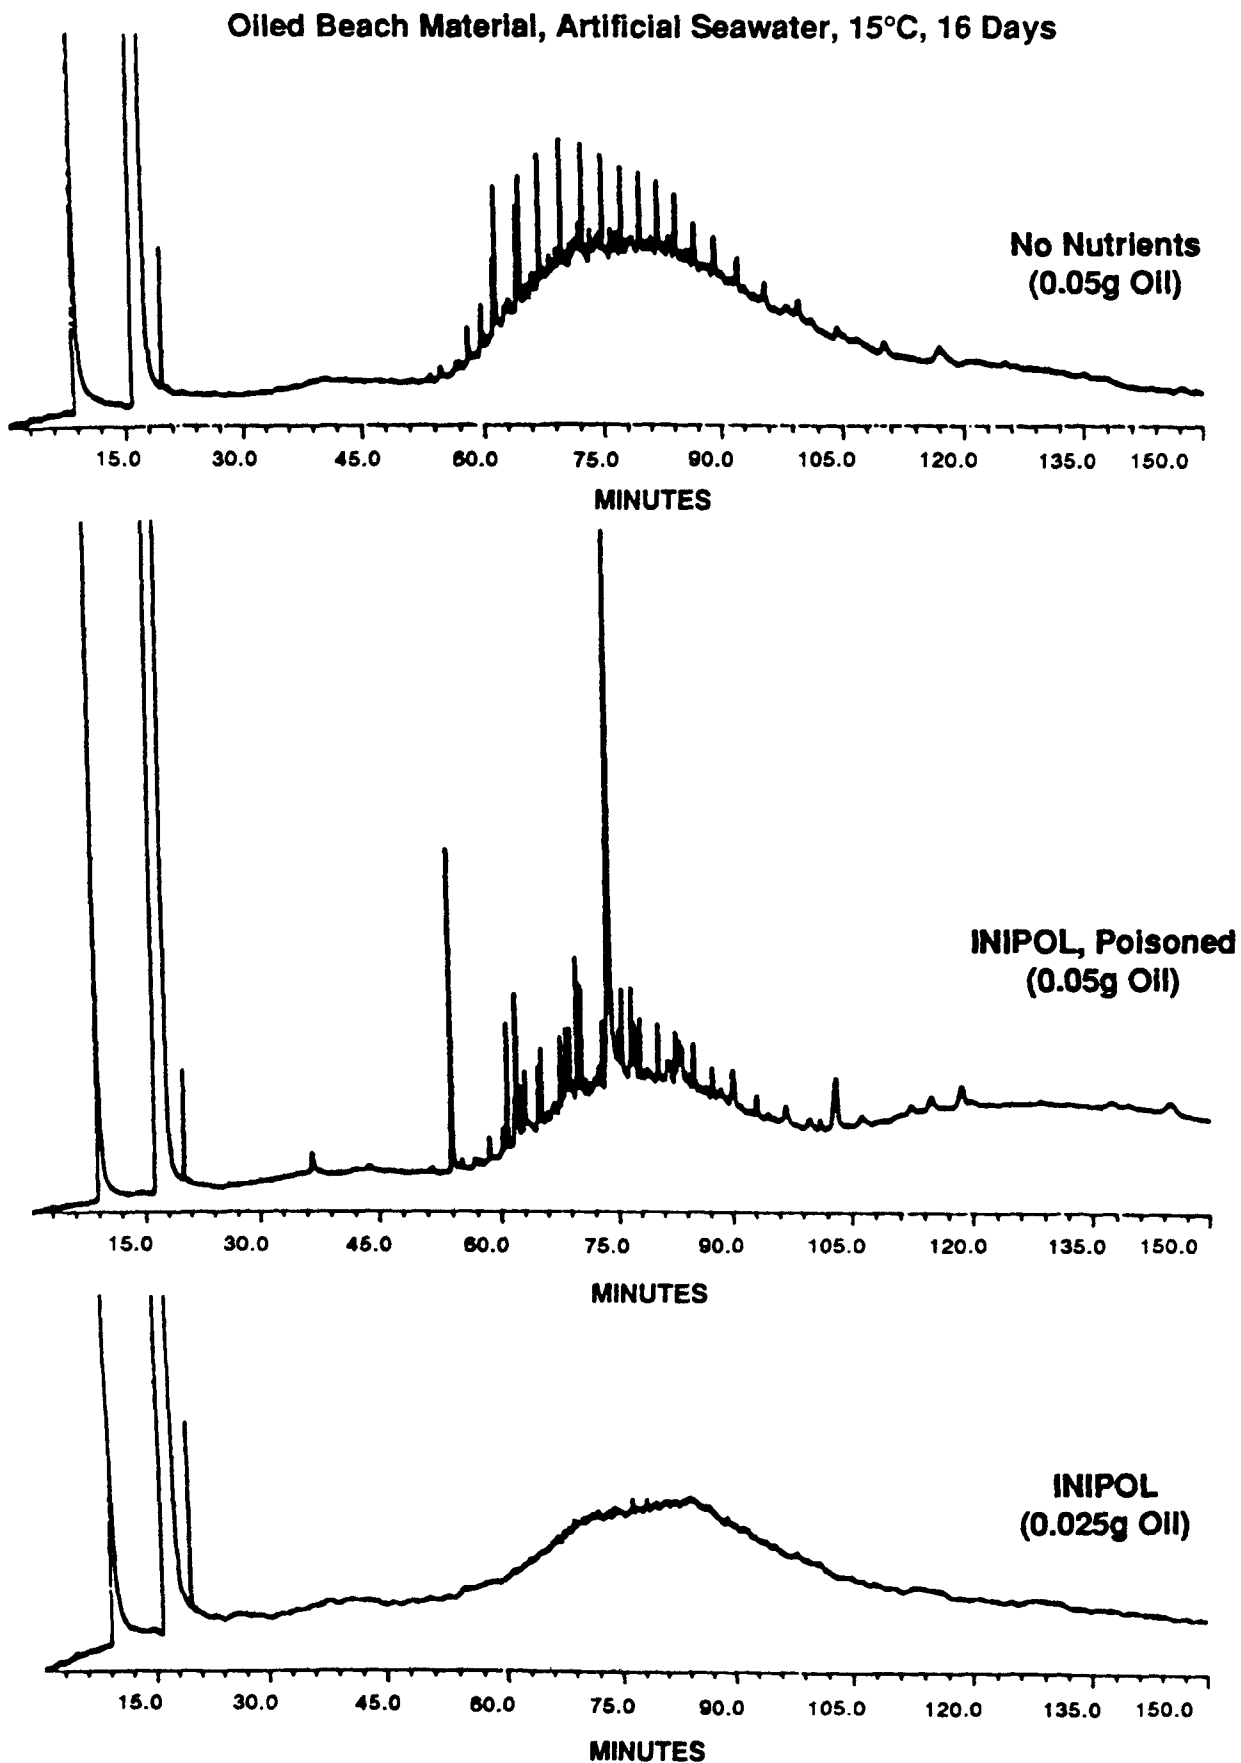 Oiled Beach Material, Artificial Seawater, 15°C, 16 Days
No Nutrients
(0.05g Oil)
15.0 30.0 45.0 60.0 75.0 90.0 105.0 120.0 135.0 150.0
MINUTES
INIPOL, Poisoned
(0.05g Oil)
15.0 30.0 45.0 60.0 75.0 90.0 105.0 120.0 135.0 150.0
MINUTES
INIPOL
(0.025g Oil)
15.0 30.0 45.0 60.0 75.0 90.0 105.0 120.0 135.0 150.0
MINUTES